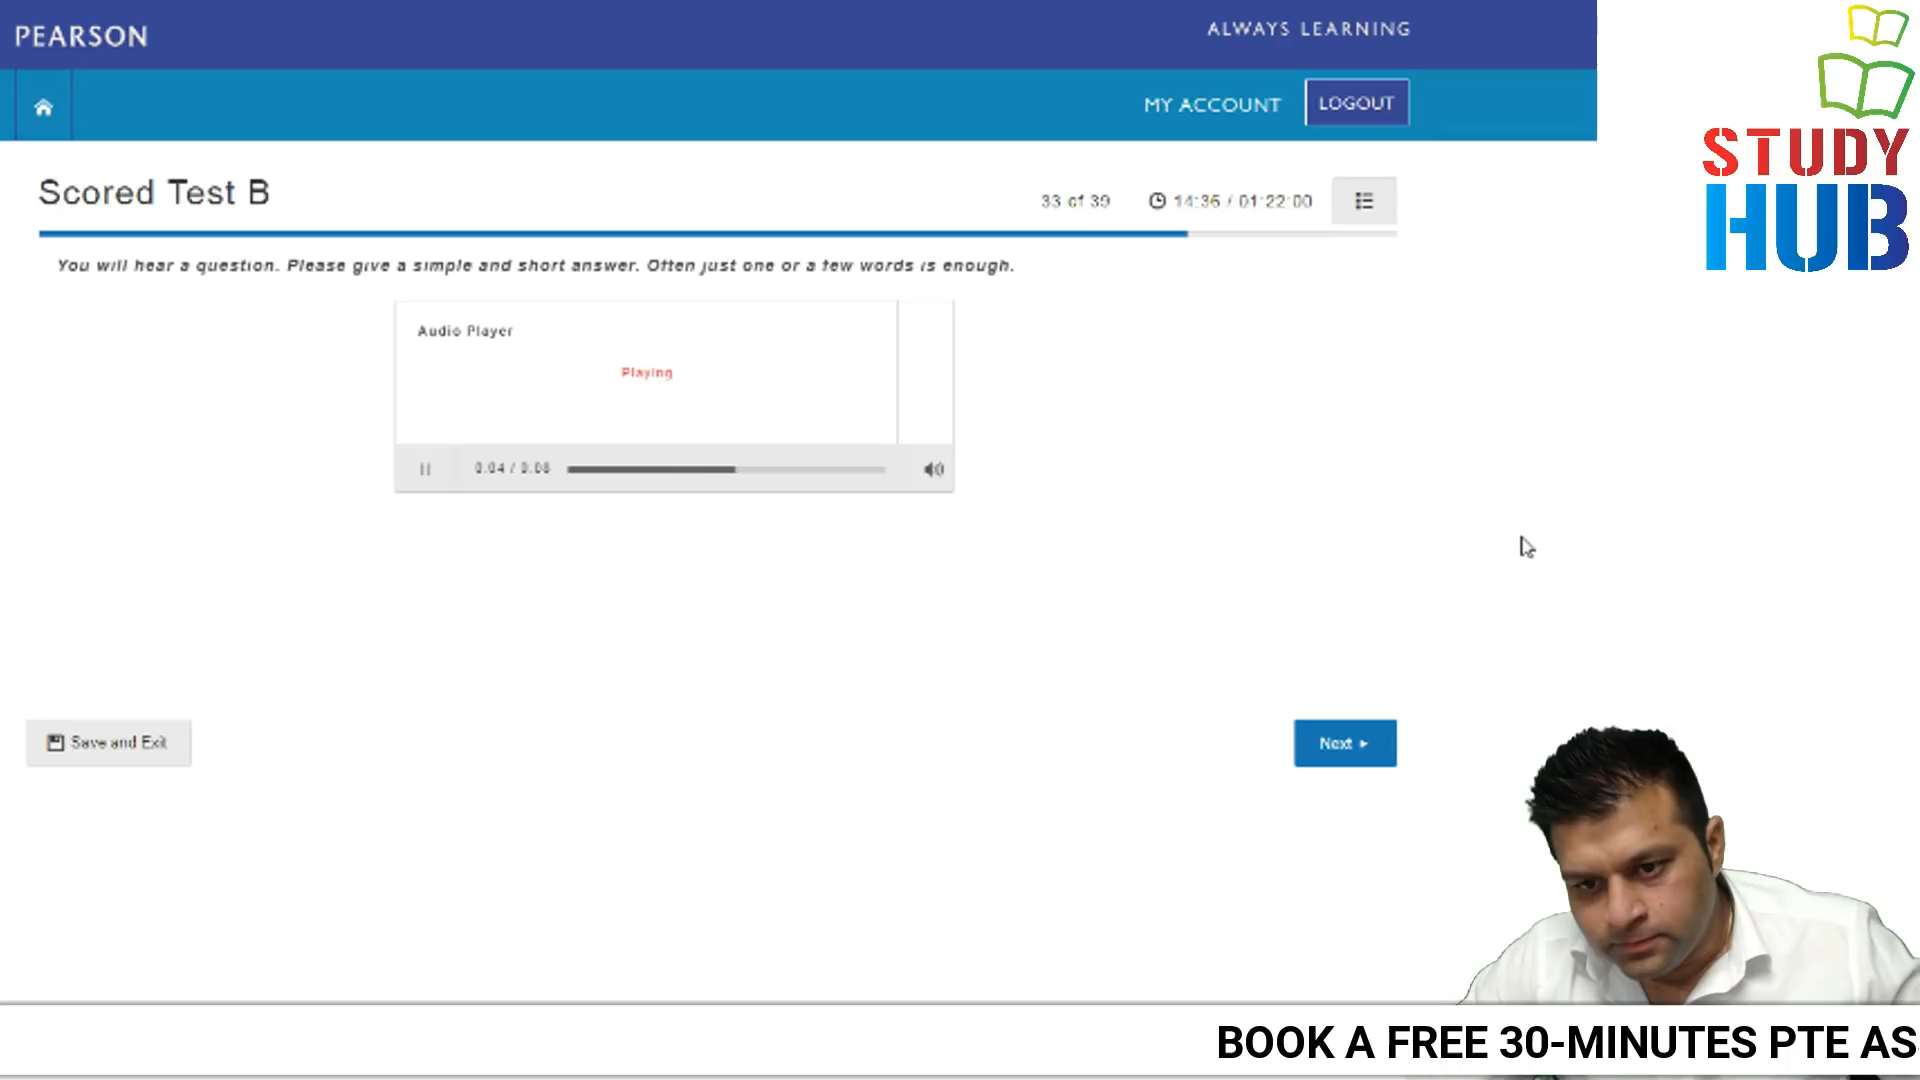 PEARSON
ALWAYS LEARNING
MY ACCOUNT
LOGOUT
STUDY
HUB
Scored Test B
33 of 39
14:36 / 01:22:00
You will hear a question. Please give a simple and short answer. Often just one or a few words is enough.
Audio Player
Playing
0:04 / 0:08
Save and Exit
Next
BOOK A FREE 30-MINUTES PTE AS